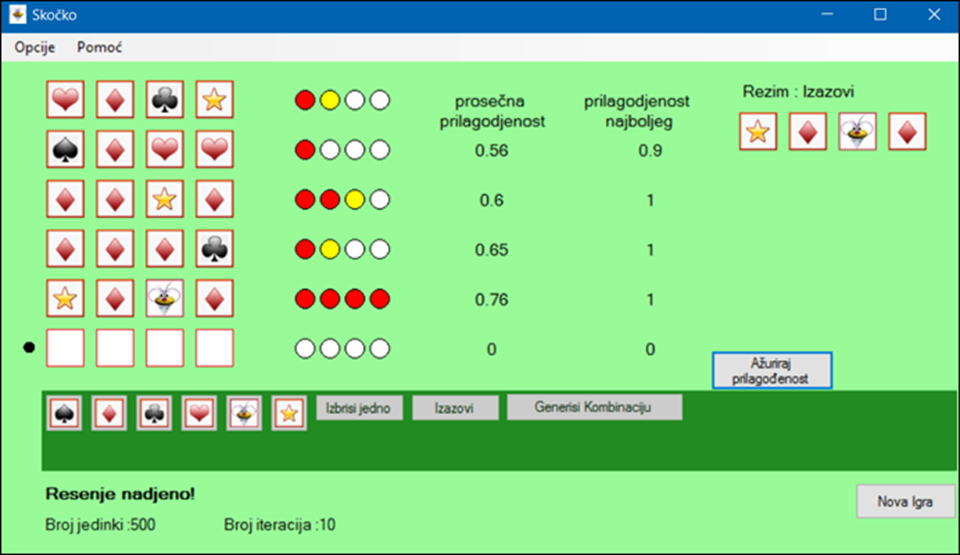 Skočko
Opcije Pomoć
Rezim : Izazovi
prosečna prilagodjenost
prilagodjenost najboljeg
0.56 0.9
0.6 1
0.65 1
0.76 1
0 0
Ažuriraj
prilagođenost
Izbrisi jedno Izazovi Generisi Kombinaciju
Resenje nadjeno!
Nova Igra
Broj jedinki :500 Broj iteracija :10